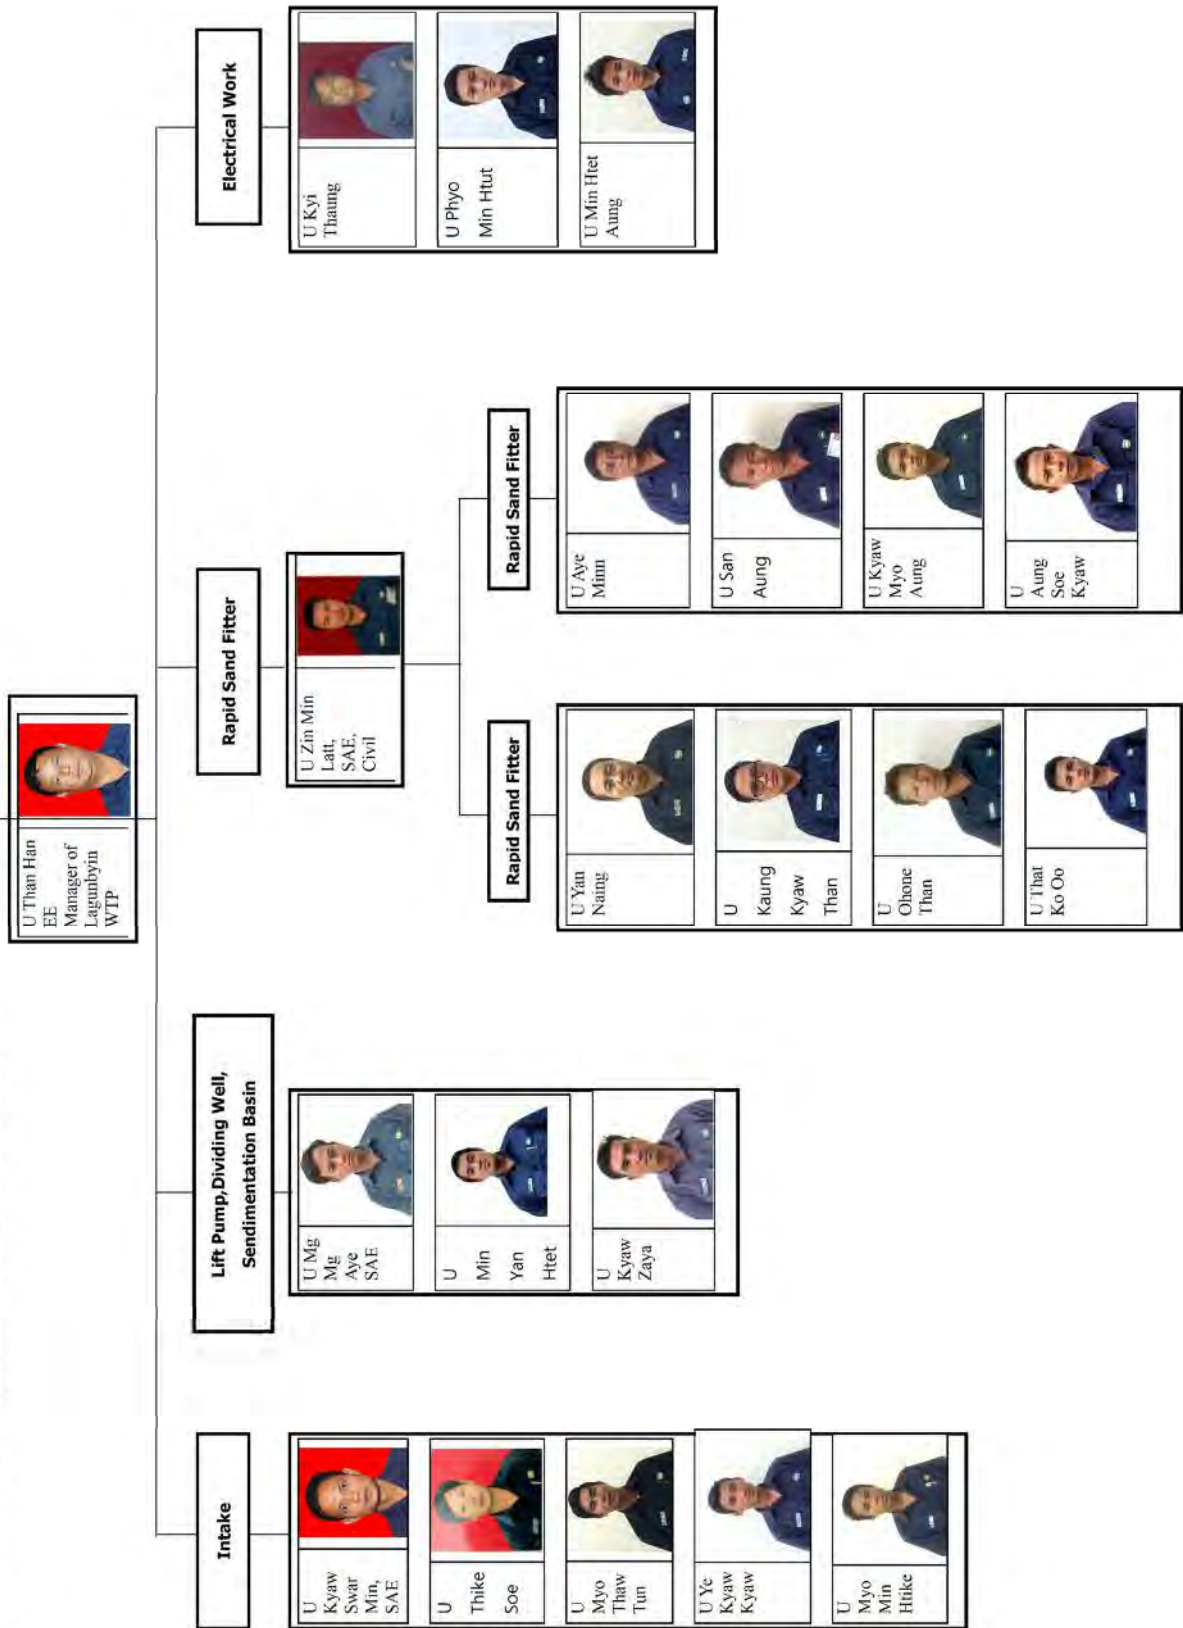 U Than Han
EE
Manager of
Lagunbyin
WTP
Intake
U
Kyaw
Swar
Min,
SAE
U
Thike
Soe
U
Myo
Thaw
Tun
U Ye
Kyaw
Kyaw
U
Myo
Min
Htike
Lift Pump,Dividing Well,
Sendimentation Basin
U Mg
Mg
Aye
SAE
U
Min
Yan
Htet
U
Kyaw
Zaya
Rapid Sand Fitter
U Zin Min
Latt,
SAE,
Civil
Rapid Sand Fitter
U Yan
Naing
U
Kaung
Kyaw
Than
U
Ohone
Than
U That
Ko Oo
Rapid Sand Fitter
U Aye
Minn
U San
Aung
U Kyaw
Myo
Aung
U
Aung
Soe
Kyaw
Electrical Work
U Kyi
Thaung
U Phyo
Min Htut
U Min Htet
Aung